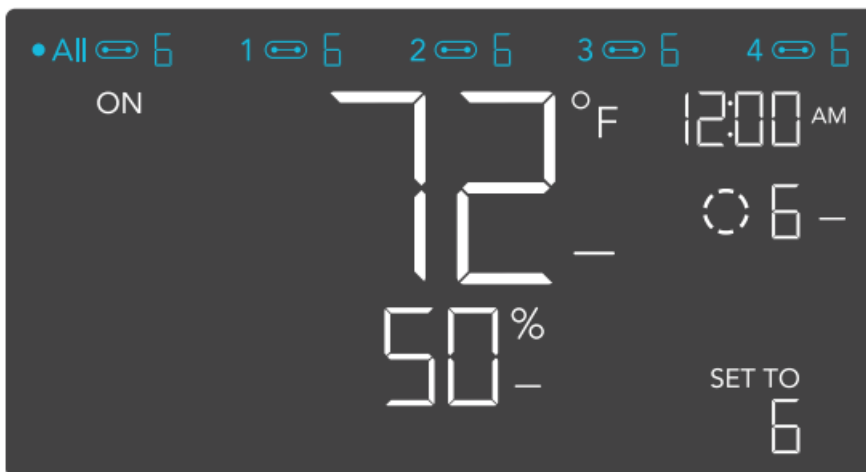 • All 6 1 6 2 6 3 6 4 6
ON
72 °F –
12:00 AM
6 –
50 % –
SET TO
6